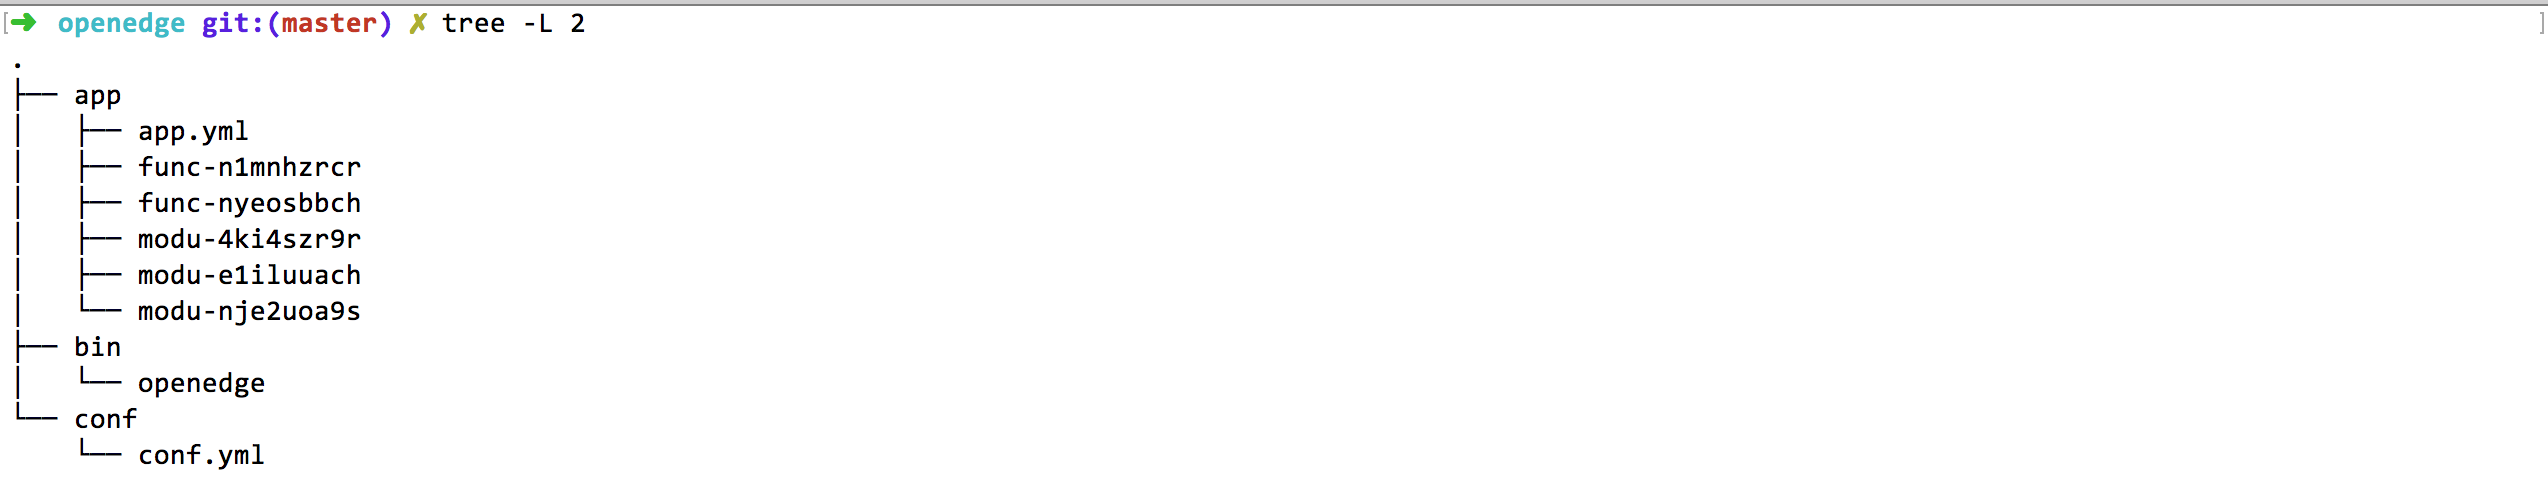 ➜ openedge git:(master) ✗ tree -L 2
.
├── app
│   ├── app.yml
│   ├── func-n1mnhzrcr
│   ├── func-nyeosbbch
│   ├── modu-4ki4szr9r
│   ├── modu-e1iluuach
│   └── modu-nje2uoa9s
├── bin
│   └── openedge
└── conf
    └── conf.yml